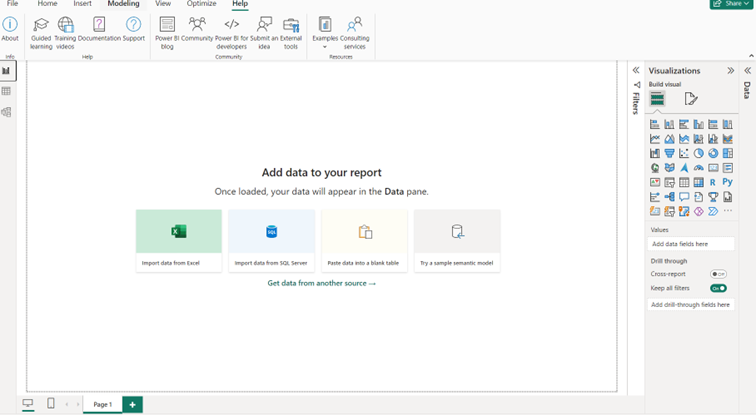 File Home Insert Modeling View Optimize Help
Share
About
Guided learning
Training videos
Documentation
Support
Power BI blog
Community
Power BI for developers
Submit an idea
External tools
Examples
Consulting services
Info Help Community Resources
Visualizations
Build visual
Filters
Data
Add data to your report
Once loaded, your data will appear in the Data pane.
Import data from Excel
SQL
Import data from SQL Server
Paste data into a blank table
Try a sample semantic model
Get data from another source →
R Py
Values
Add data fields here
Drill through
Cross-report Off
Keep all filters On
Add drill-through fields here
Page 1